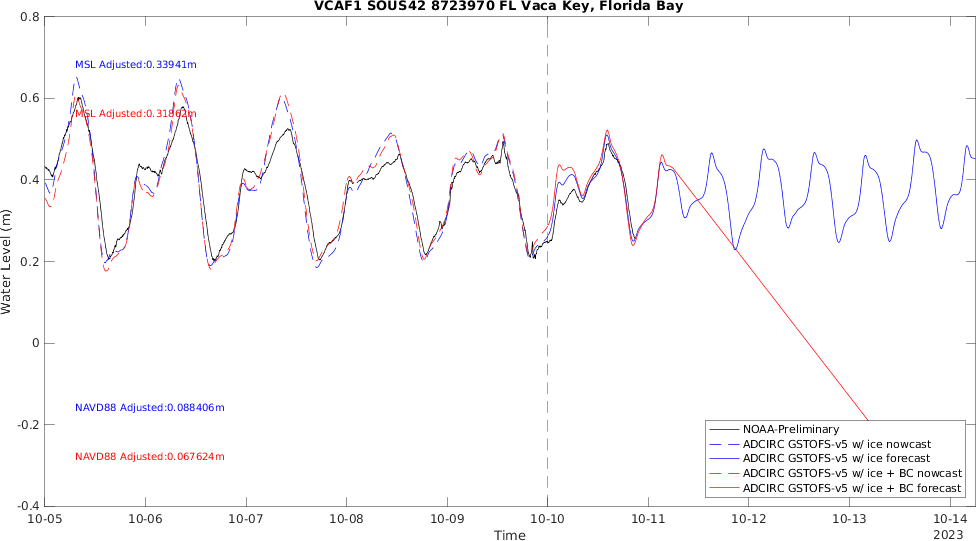 VCAF1 SOUS42 8723970 FL Vaca Key, Florida Bay
0.8
0.6
0.4
0.2
0
-0.2
-0.4
Water Level (m)
MSL Adjusted:0.33941m
MSL Adjusted:0.31862m
NAVD88 Adjusted:0.088406m
NAVD88 Adjusted:0.067624m
NOAA-Preliminary
ADCIRC GSTOFS-v5 w/ ice nowcast
ADCIRC GSTOFS-v5 w/ ice forecast
ADCIRC GSTOFS-v5 w/ ice + BC nowcast
ADCIRC GSTOFS-v5 w/ ice + BC forecast
10-05 10-06 10-07 10-08 10-09 10-10 10-11 10-12 10-13 10-14
2023
Time